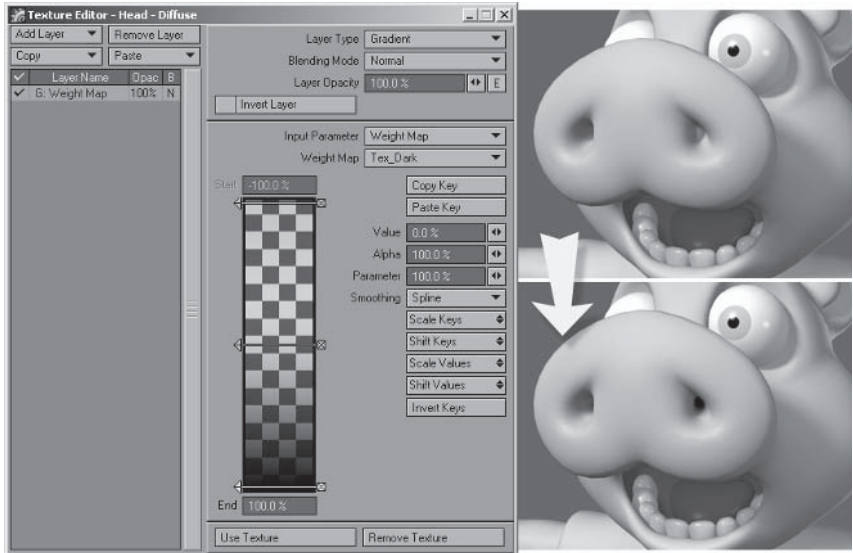 Texture Editor - Head - Diffuse
Add Layer
Remove Layer
Copy
Paste
Layer Name Opac B
G: Weight Map 100% N
Layer Type Gradient
Blending Mode Normal
Layer Opacity 100.0 % E
Invert Layer
Input Parameter Weight Map
Weight Map Tex_Dark
Start -100.0 %
Copy Key
Paste Key
Value 0.0 %
Alpha 100.0 %
Parameter 100.0 %
Smoothing Spline
Scale Keys
Shift Keys
Scale Values
Shift Values
Invert Keys
End 100.0 %
Use Texture
Remove Texture